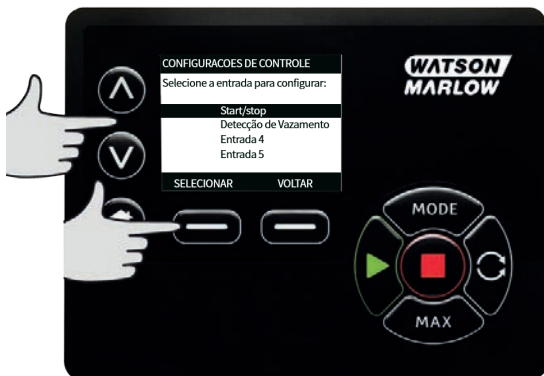 CONFIGURACOES DE CONTROLE
Selecione a entrada para configurar:
Start/stop
Detecção de Vazamento
Entrada 4
Entrada 5
SELECIONAR VOLTAR
WATSON
MARLOW
MODE
MAX